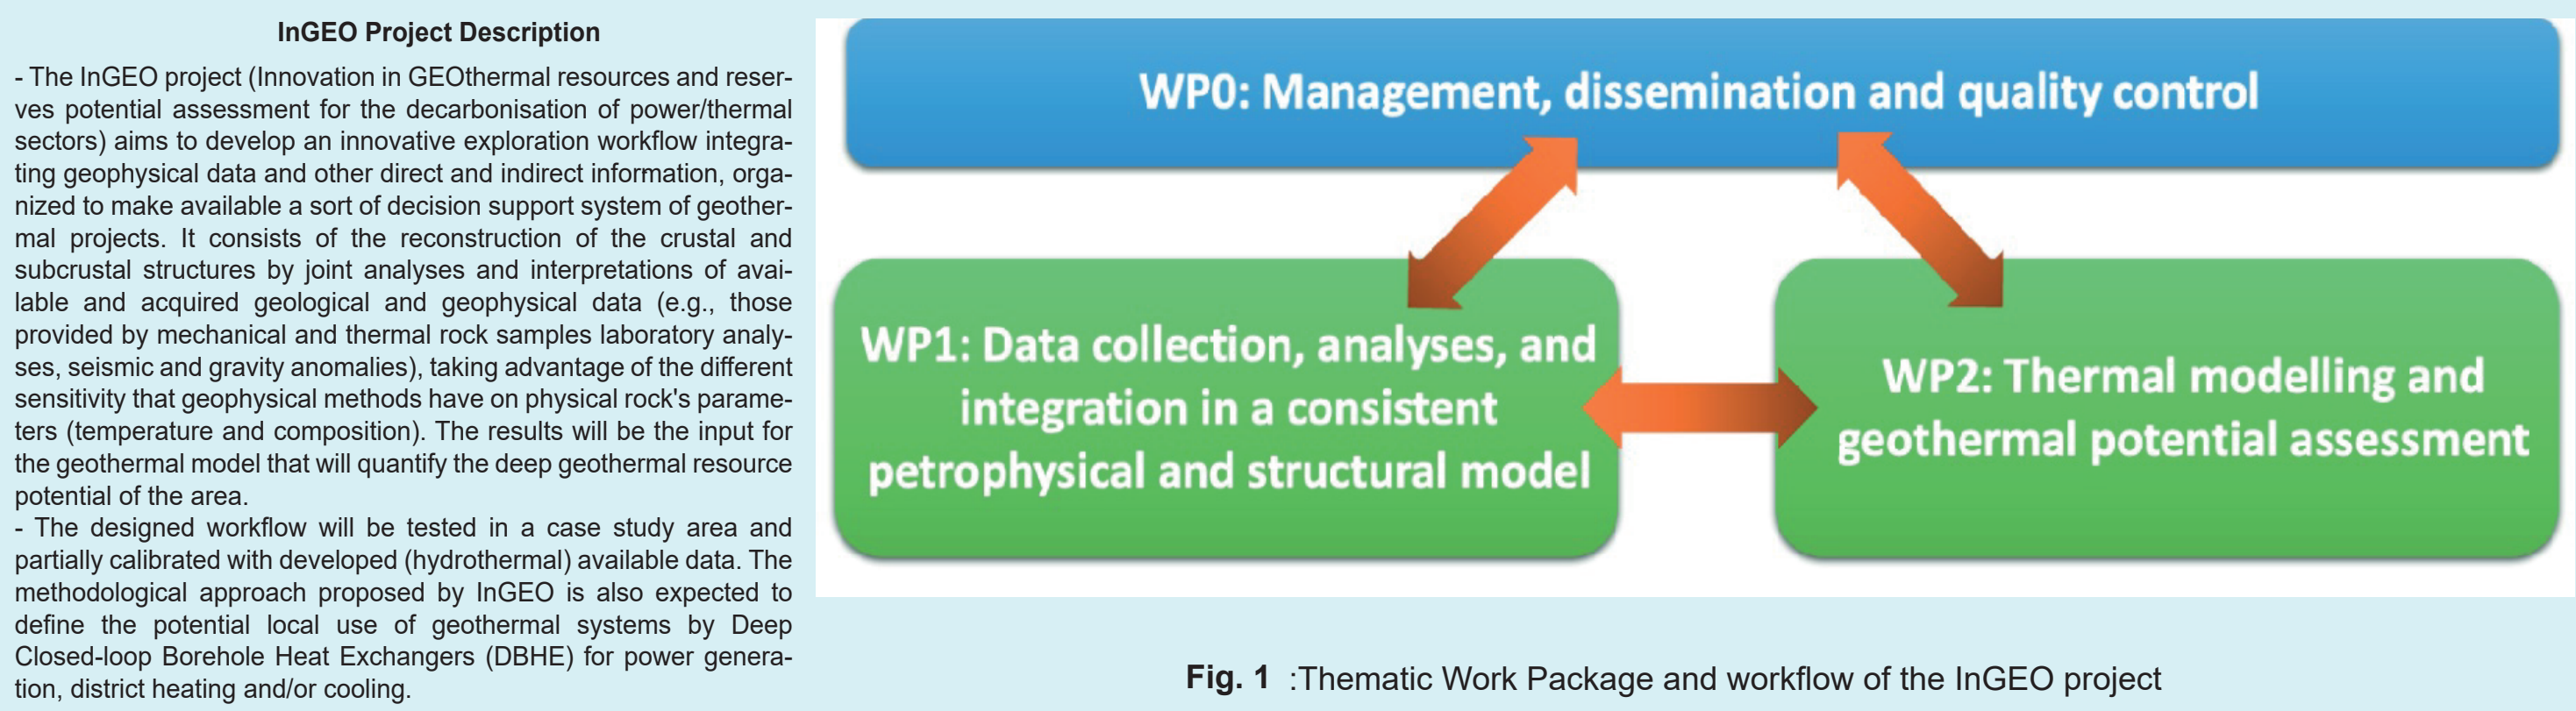 InGEO Project Description
- The InGEO project (Innovation in GEOthermal resources and reser-
ves potential assessment for the decarbonisation of power/thermal
sectors) aims to develop an innovative exploration workflow integra-
ting geophysical data and other direct and indirect information, orga-
nized to make available a sort of decision support system of geother-
mal projects. It consists of the reconstruction of the crustal and
subcrustal structures by joint analyses and interpretations of avai-
lable and acquired geological and geophysical data (e.g., those
provided by mechanical and thermal rock samples laboratory analy-
ses, seismic and gravity anomalies), taking advantage of the different
sensitivity that geophysical methods have on physical rock's parame-
ters (temperature and composition). The results will be the input for
the geothermal model that will quantify the deep geothermal resource
potential of the area.
- The designed workflow will be tested in a case study area and
partially calibrated with developed (hydrothermal) available data. The
methodological approach proposed by InGEO is also expected to
define the potential local use of geothermal systems by Deep
Closed-loop Borehole Heat Exchangers (DBHE) for power genera-
tion, district heating and/or cooling.
WP0: Management, dissemination and quality control
WP1: Data collection, analyses, and
integration in a consistent
petrophysical and structural model
WP2: Thermal modelling and
geothermal potential assessment
Fig. 1 :Thematic Work Package and workflow of the InGEO project